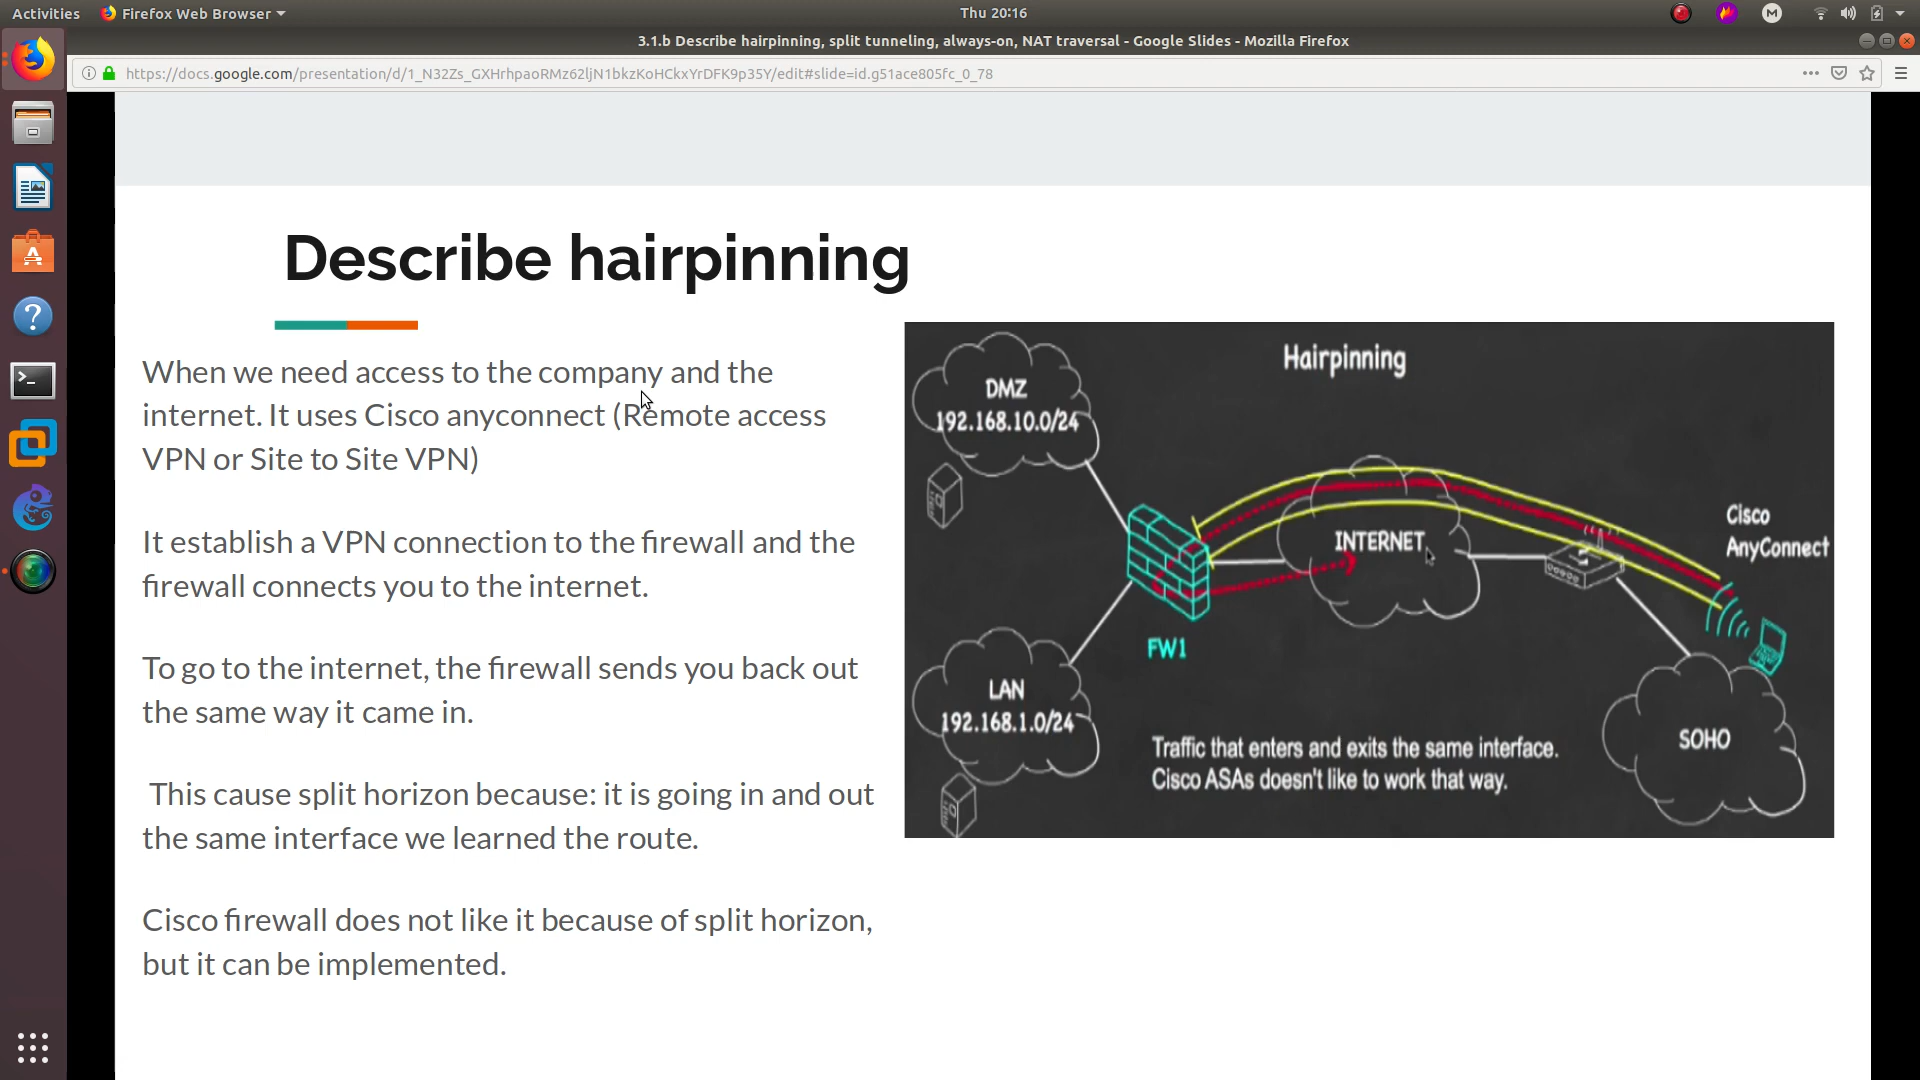 Activities
Firefox Web Browser
Thu 20:16
M
3.1.b Describe hairpinning, split tunneling, always-on, NAT traversal - Google Slides - Mozilla Firefox
https://docs.google.com/presentation/d/1_N32Zs_GXHrhpaoRMz62ljN1bkzKoHCkxYrDFK9p35Y/edit#slide=id.g51ace805fc_0_78
Describe hairpinning
When we need access to the company and the
internet. It uses Cisco anyconnect (Remote access
VPN or Site to Site VPN)
It establish a VPN connection to the firewall and the
firewall connects you to the internet.
To go to the internet, the firewall sends you back out
the same way it came in.
This cause split horizon because: it is going in and out
the same interface we learned the route.
Cisco firewall does not like it because of split horizon,
but it can be implemented.
Hairpinning
DMZ
192.168.10.0/24
INTERNET
Cisco
AnyConnect
FW1
LAN
192.168.1.0/24
SOHO
Traffic that enters and exits the same interface.
Cisco ASAs doesn't like to work that way.